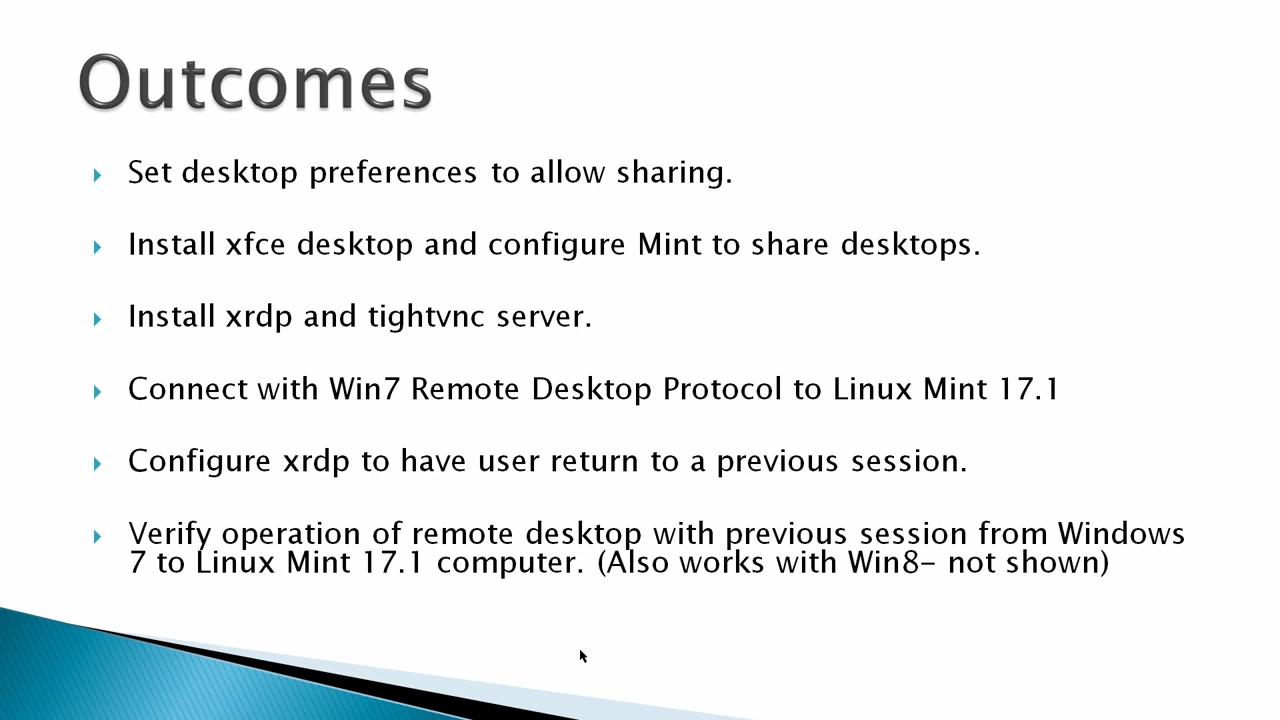 Outcomes
Set desktop preferences to allow sharing.
Install xfce desktop and configure Mint to share desktops.
Install xrdp and tightvnc server.
Connect with Win7 Remote Desktop Protocol to Linux Mint 17.1
Configure xrdp to have user return to a previous session.
Verify operation of remote desktop with previous session from Windows
7 to Linux Mint 17.1 computer. (Also works with Win8– not shown)